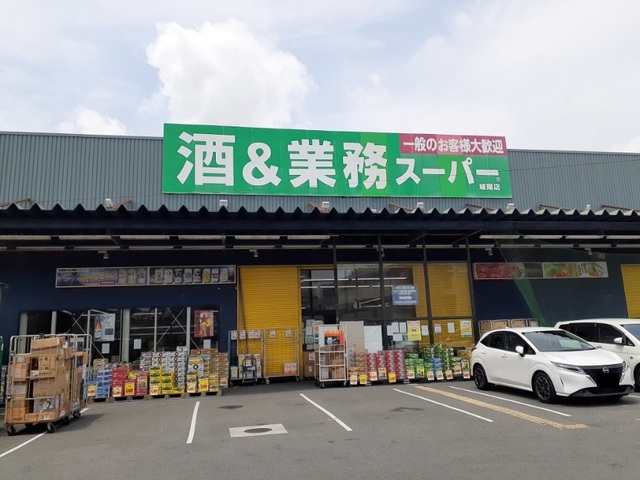 酒&業務スーパー
一般のお客様大歓迎
城陽店